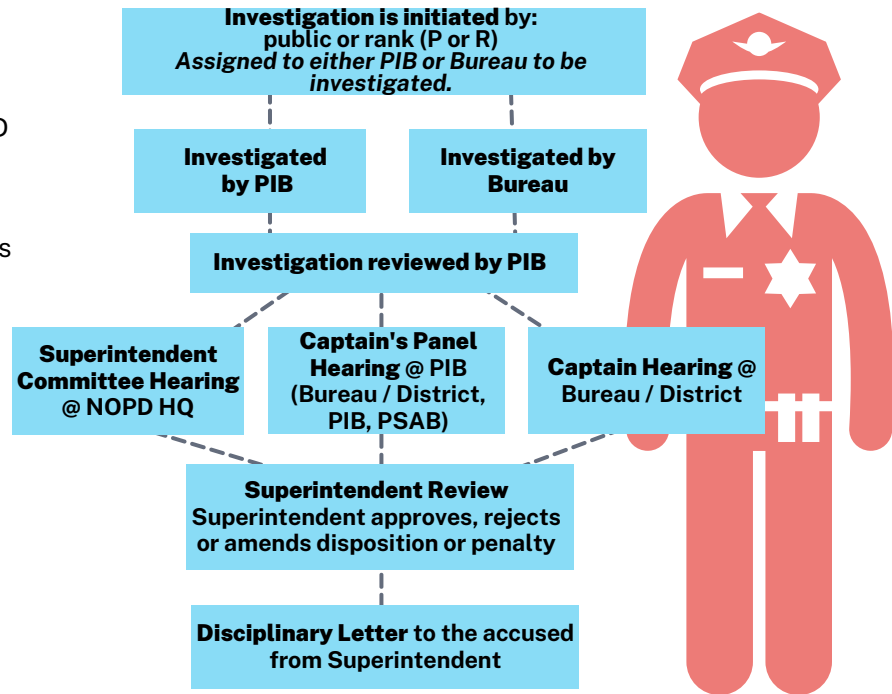 Investigation is initiated by:
public or rank (P or R)
Assigned to either PIB or Bureau to be
investigated.
Investigated
by PIB
Investigated by
Bureau
Investigation reviewed by PIB
Superintendent
Committee Hearing
@ NOPD HQ
Captain's Panel
Hearing @ PIB
(Bureau / District,
PIB, PSAB)
Captain Hearing @
Bureau / District
Superintendent Review
Superintendent approves, rejects
or amends disposition or penalty
Disciplinary Letter to the accused
from Superintendent